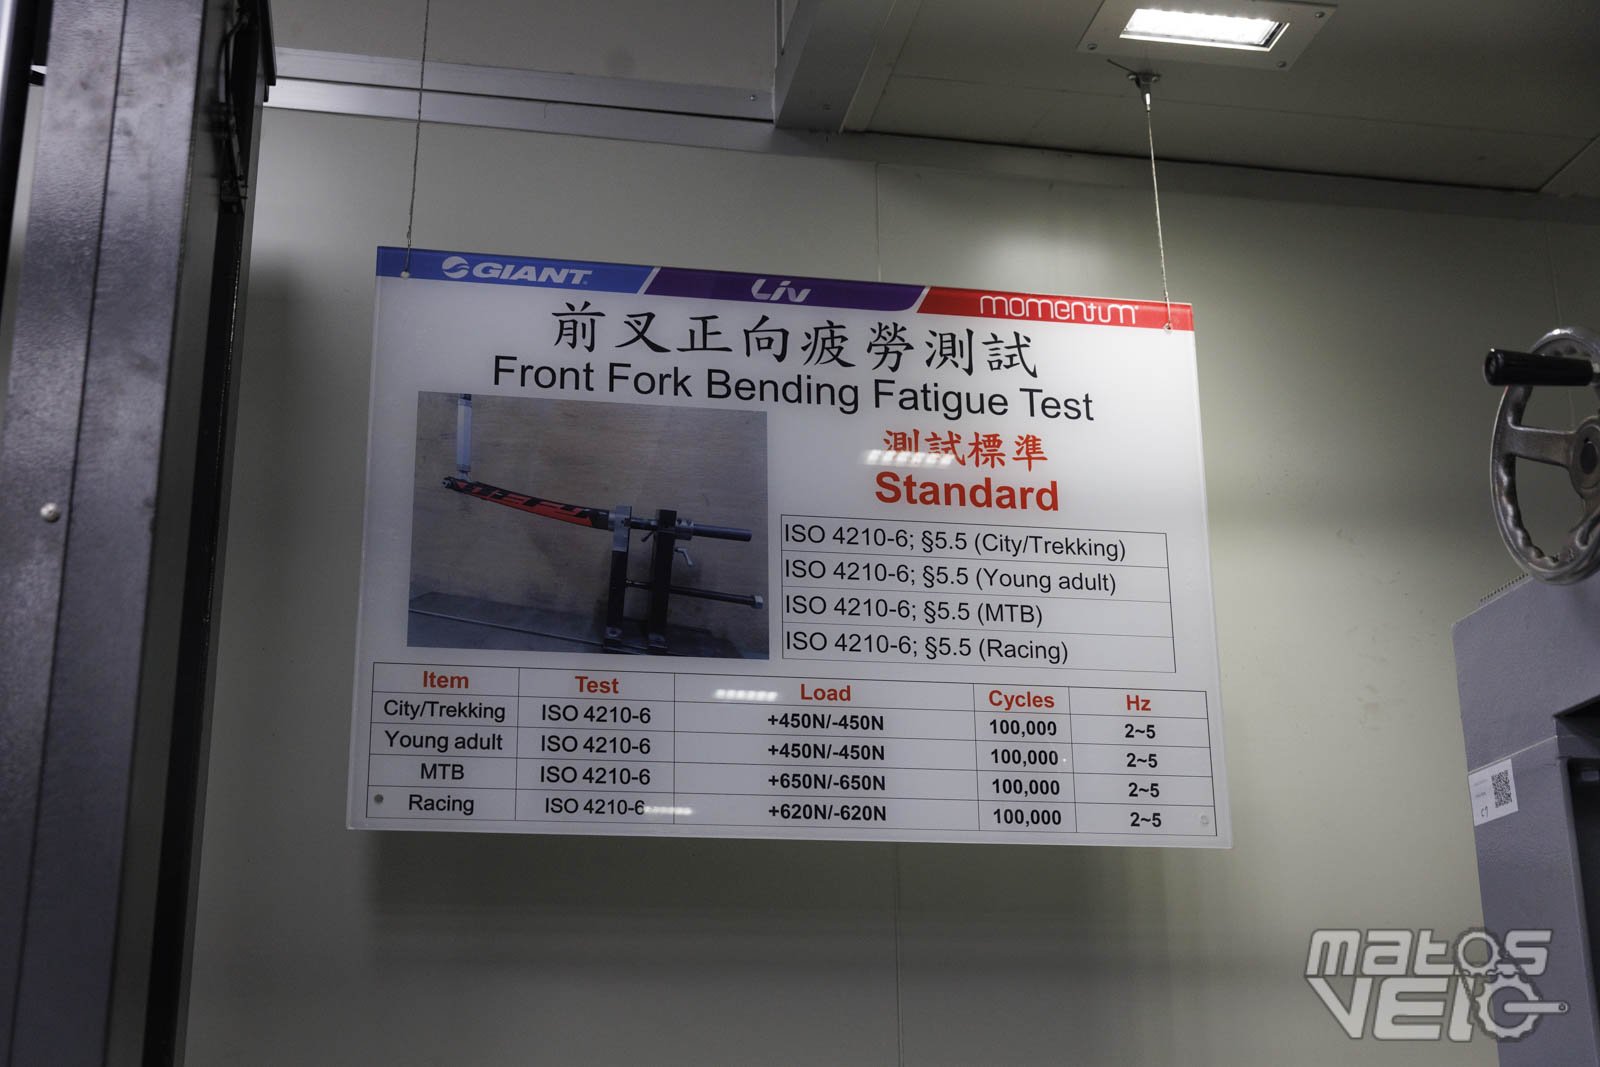 GIANT
Liv
momentum
前叉正向疲勞測試
Front Fork Bending Fatigue Test
測試標準
Standard
ISO 4210-6; §5.5 (City/Trekking)
ISO 4210-6; §5.5 (Young adult)
ISO 4210-6; §5.5 (MTB)
ISO 4210-6; §5.5 (Racing)
Item Test Load Cycles Hz
City/Trekking ISO 4210-6 +450N/-450N 100,000 2~5
Young adult ISO 4210-6 +450N/-450N 100,000 2~5
MTB ISO 4210-6 +650N/-650N 100,000 2~5
Racing ISO 4210-6 +620N/-620N 100,000 2~5
matos
velo